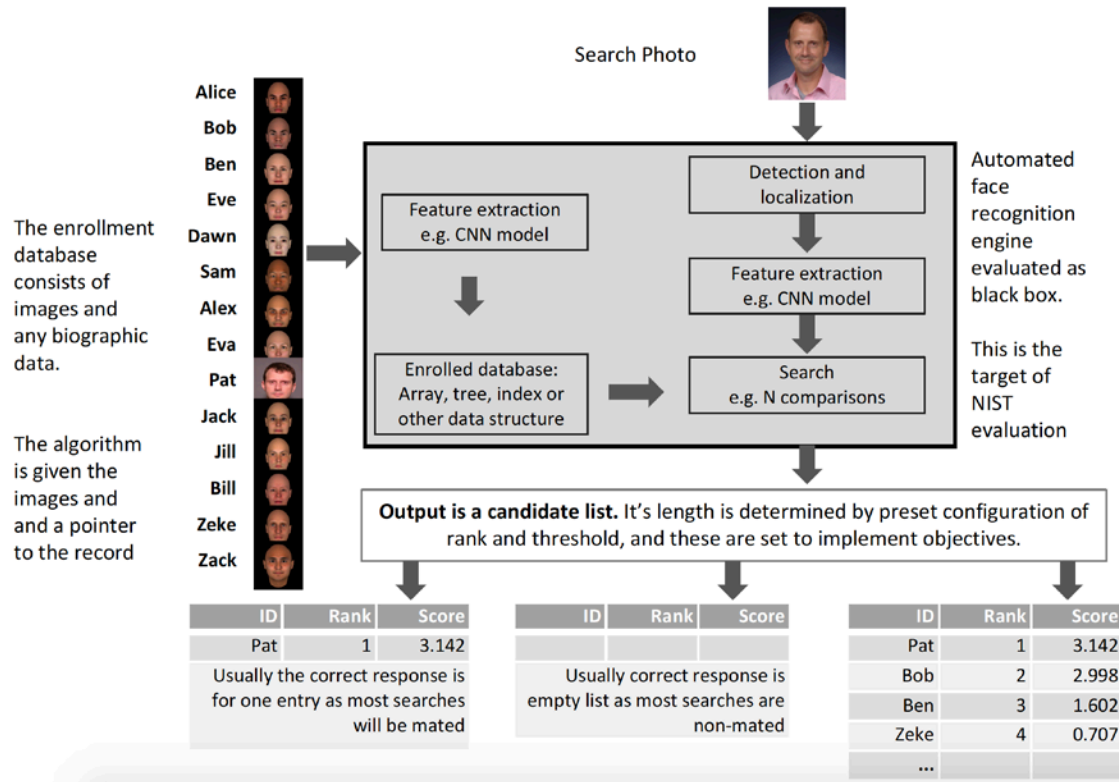 Search Photo
Alice
Bob
Ben
Eve
Dawn
Sam
Alex
Eva
Pat
Jack
Jill
Bill
Zeke
Zack
The enrollment
database
consists of
images and
any biographic
data.
The algorithm
is given the
images and
and a pointer
to the record
Feature extraction
e.g. CNN model
Enrolled database:
Array, tree, index or
other data structure
Detection and
localization
Feature extraction
e.g. CNN model
Search
e.g. N comparisons
Automated
face
recognition
engine
evaluated as
black box.
This is the
target of
NIST
evaluation
Output is a candidate list. It's length is determined by preset configuration of
rank and threshold, and these are set to implement objectives.
ID Rank Score
Pat 1 3.142
Usually the correct response is
for one entry as most searches
will be mated
ID Rank Score
Usually correct response is
empty list as most searches are
non-mated
ID Rank Score
Pat 1 3.142
Bob 2 2.998
Ben 3 1.602
Zeke 4 0.707
...